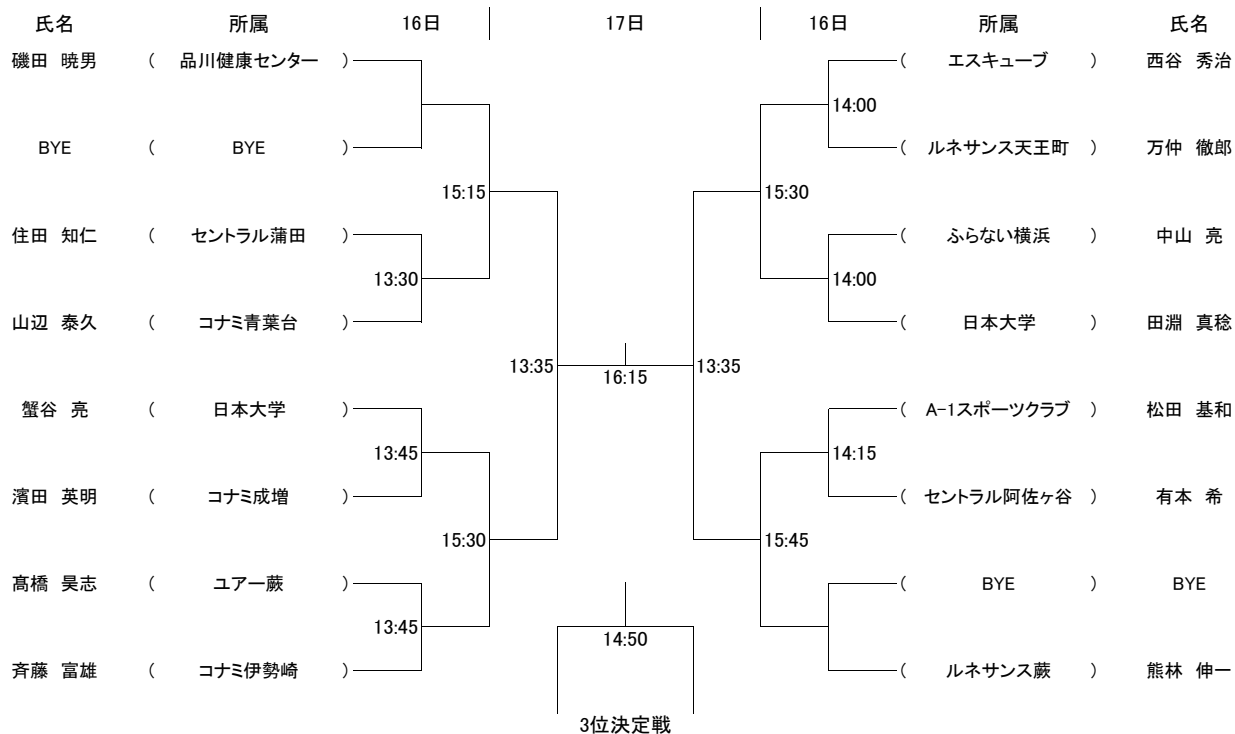 氏名 所属 16日 17日 16日 所属 氏名
磯田 暁男 ( 品川健康センター ) ( エスキューブ ) 西谷 秀治
14:00
BYE ( BYE ) ( ルネサンス天王町 ) 万仲 徹郎
15:15 15:30
住田 知仁 ( セントラル蒲田 ) ( ふらない横浜 ) 中山 亮
13:30 14:00
山辺 泰久 ( コナミ青葉台 ) ( 日本大学 ) 田淵 真稔
13:35 16:15 13:35
蟹谷 亮 ( 日本大学 ) ( A-1スポーツクラブ ) 松田 基和
13:45 14:15
濱田 英明 ( コナミ成増 ) ( セントラル阿佐ヶ谷 ) 有本 希
15:30 15:45
髙橋 昊志 ( ユアー蕨 ) ( BYE ) BYE
13:45 14:50
斉藤 富雄 ( コナミ伊勢崎 ) ( ルネサンス蕨 ) 熊林 伸一
3位決定戦